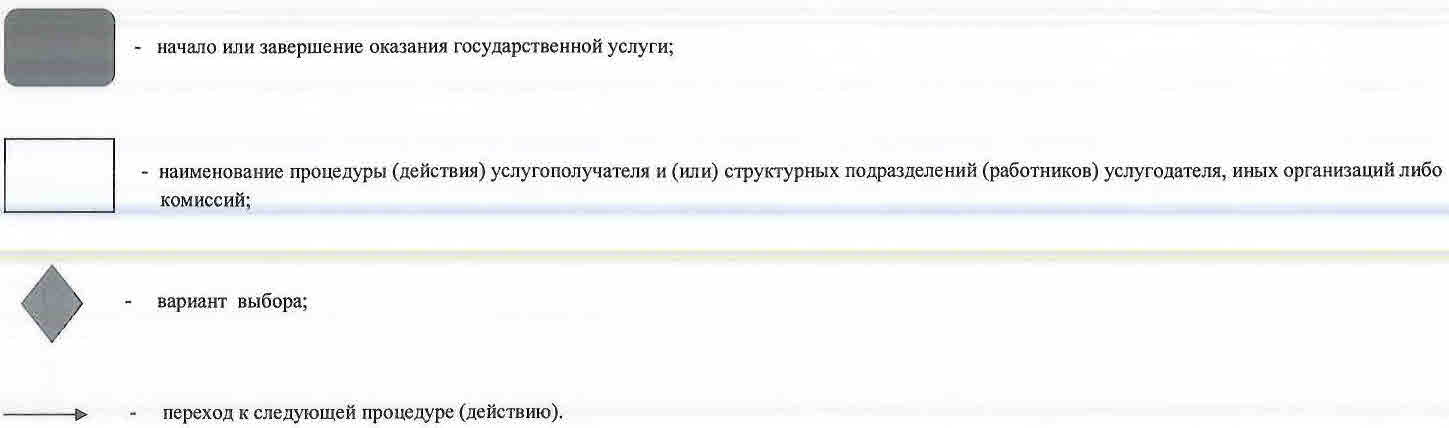 - начало или завершение оказания государственной услуги;
- наименование процедуры (действия) услугополучателя и (или) структурных подразделений (работников) услугодателя, иных организаций либо
комиссий;
- вариант выбора;
- переход к следующей процедуре (действию).